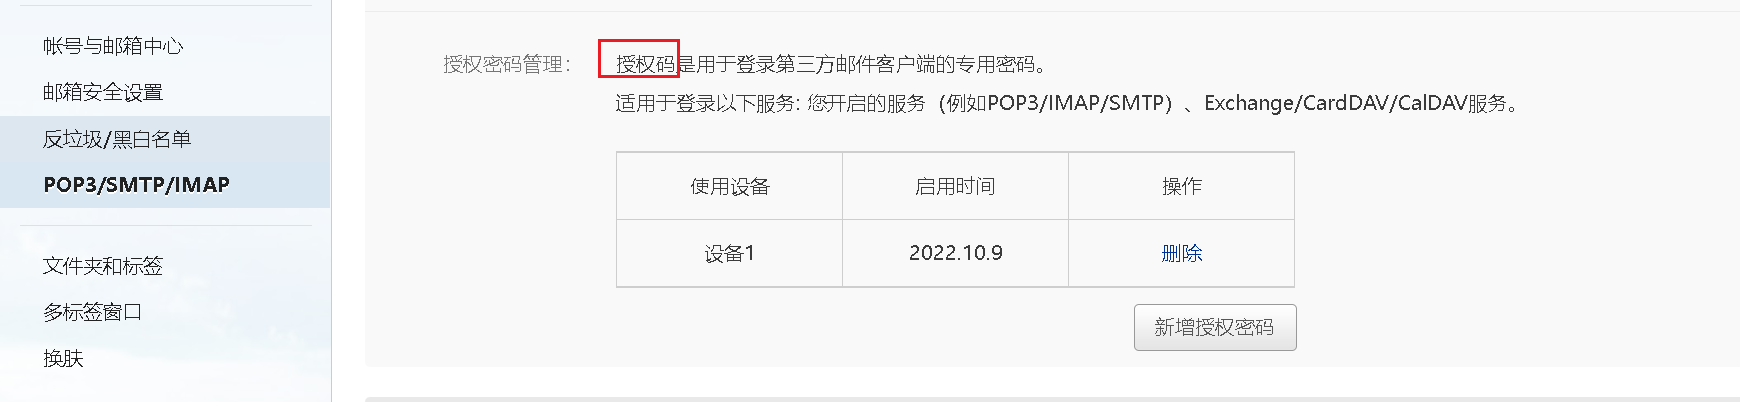 帐号与邮箱中心
邮箱安全设置
反垃圾/黑白名单
POP3/SMTP/IMAP
文件夹和标签
多标签窗口
换肤
授权密码管理：
授权码是用于登录第三方邮件客户端的专用密码。
适用于登录以下服务: 您开启的服务（例如POP3/IMAP/SMTP）、Exchange/CardDAV/CalDAV服务。
使用设备 启用时间 操作
设备1 2022.10.9 删除
新增授权密码